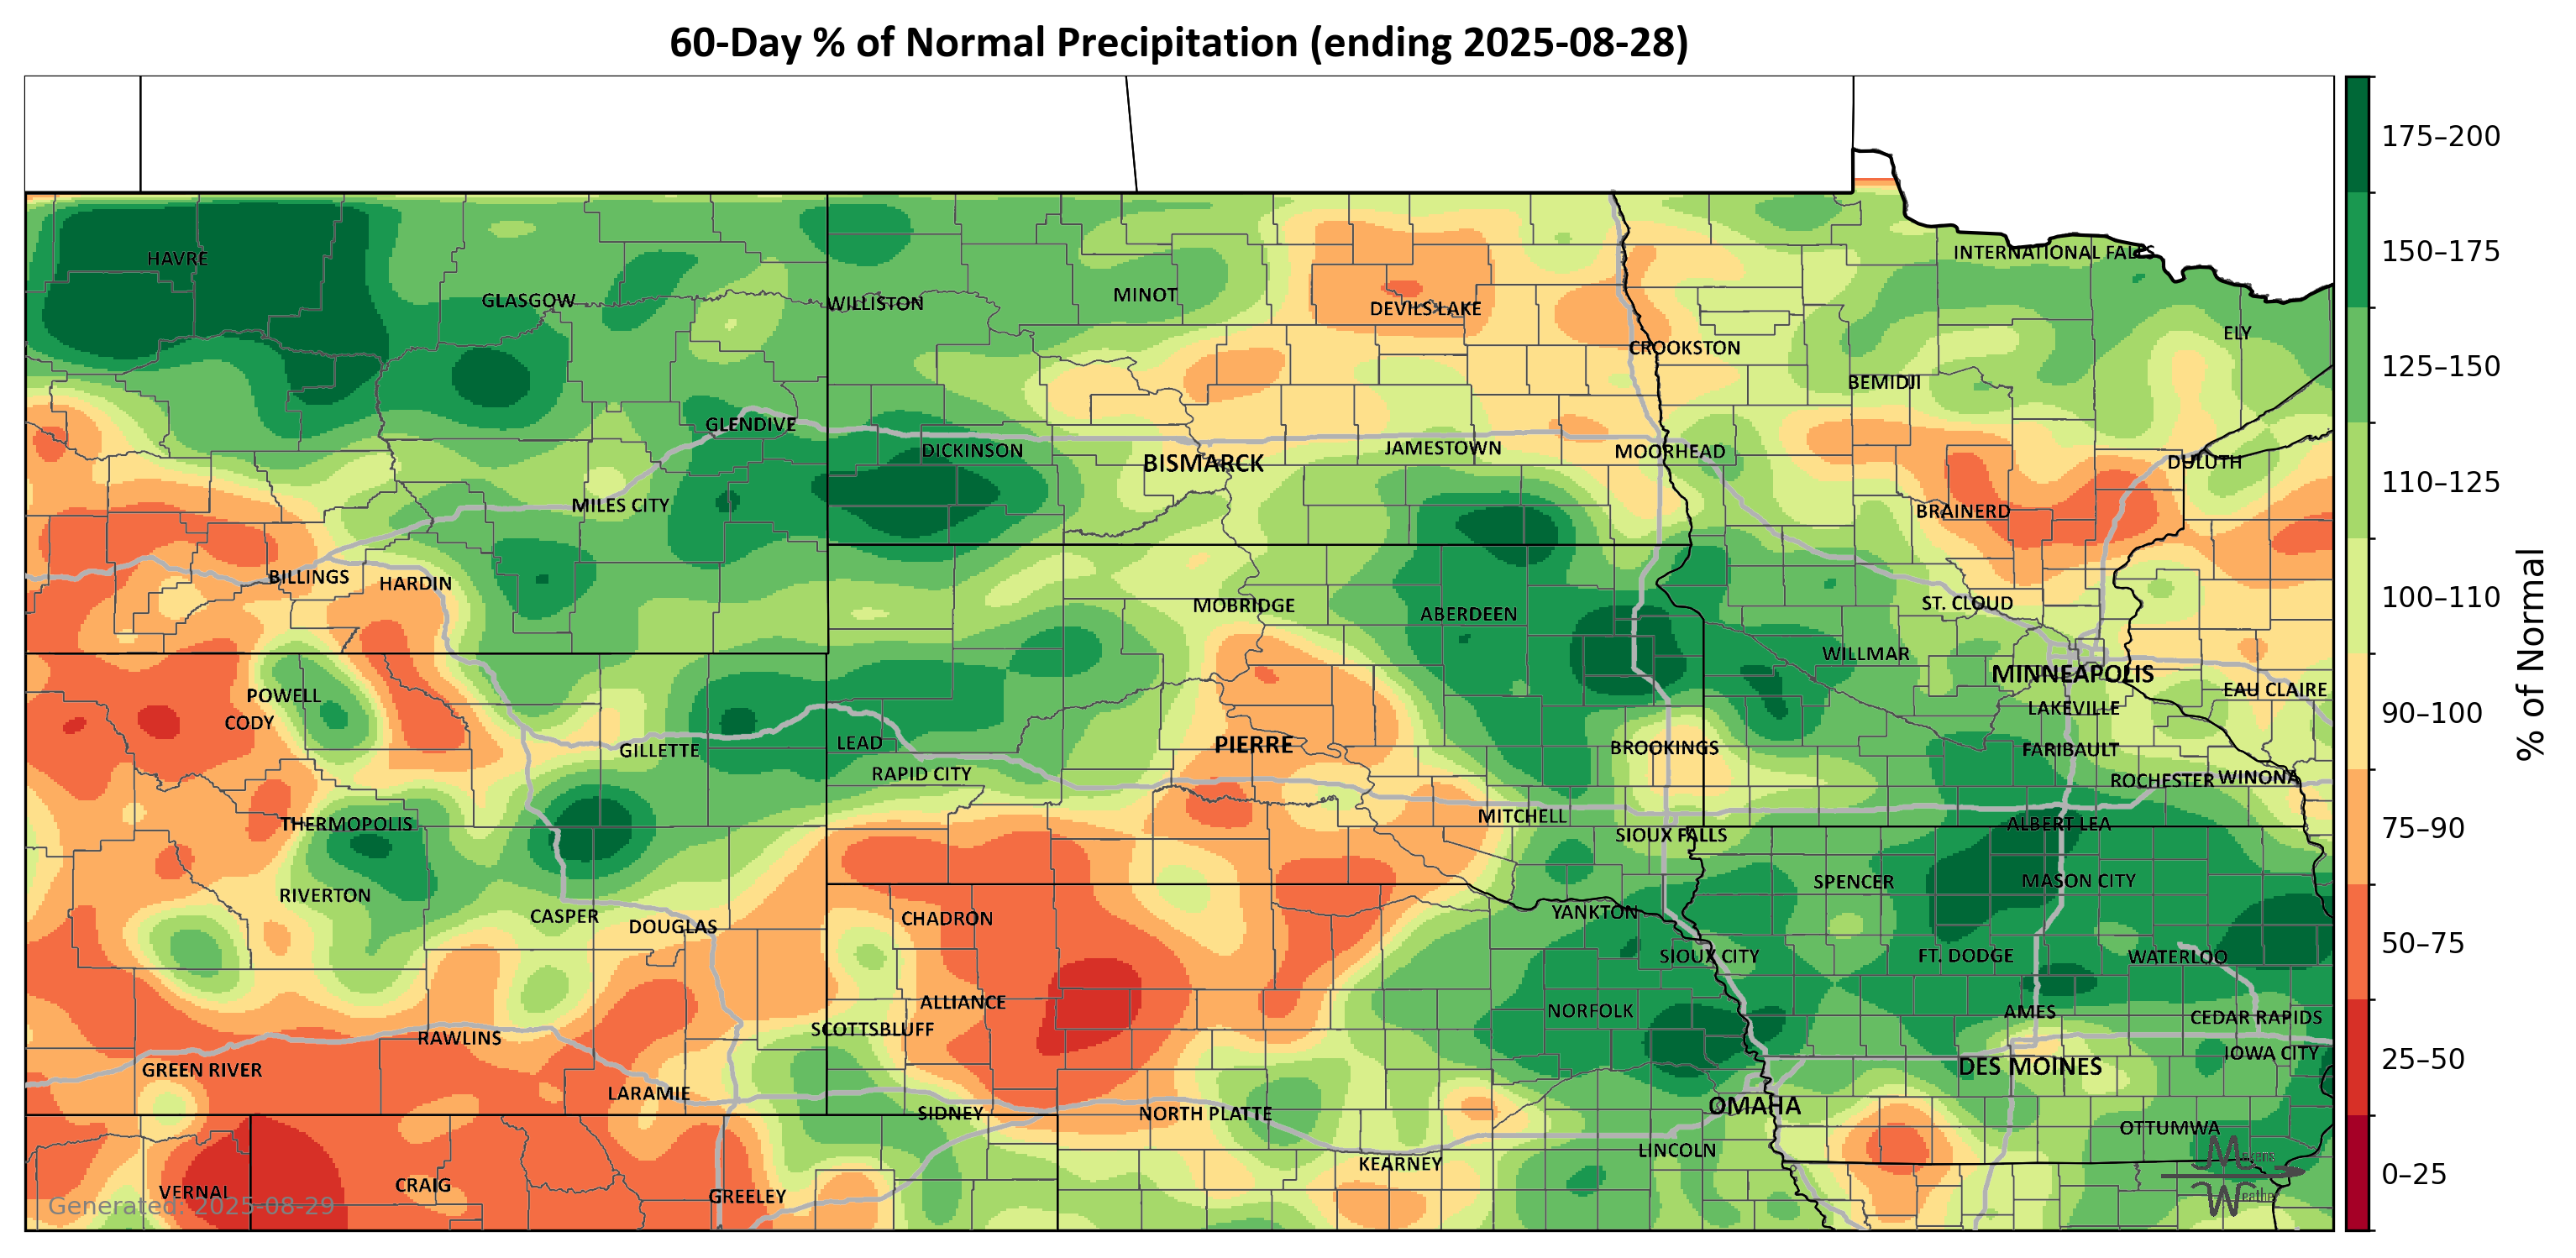 60-Day % of Normal Precipitation (ending 2025-08-28)
175–200
150–175
125–150
110–125
100–110
90–100
75–90
50–75
25–50
0–25
% of Normal
HAVRE
GLASGOW
WILLISTON
MINOT
DEVILS LAKE
CROOKSTON
INTERNATIONAL FALLS
ELY
BEMIDJI
GLENDIVE
DICKINSON
BISMARCK
JAMESTOWN
MOORHEAD
DULUTH
MILES CITY
BRAINERD
BILLINGS
HARDIN
MOBRIDGE
ABERDEEN
ST. CLOUD
WILLMAR
MINNEAPOLIS
POWELL
CODY
EAU CLAIRE
LAKEVILLE
GILLETTE
LEAD
PIERRE
BROOKINGS
FARIBAULT
RAPID CITY
ROCHESTER
WINONA
THERMOPOLIS
MITCHELL
SIOUX FALLS
ALBERT LEA
RIVERTON
SPENCER
MASON CITY
CASPER
DOUGLAS
CHADRON
YANKTON
SIOUX CITY
FT. DODGE
WATERLOO
ALLIANCE
NORFOLK
AMES
CEDAR RAPIDS
SCOTTSBLUFF
RAWLINS
IOWA CITY
GREEN RIVER
DES MOINES
LARAMIE
SIDNEY
NORTH PLATTE
OMAHA
OTTUMWA
LINCOLN
KEARNEY
VERNAL
CRAIG
GREELEY
Generated: 2025-08-29
Weather